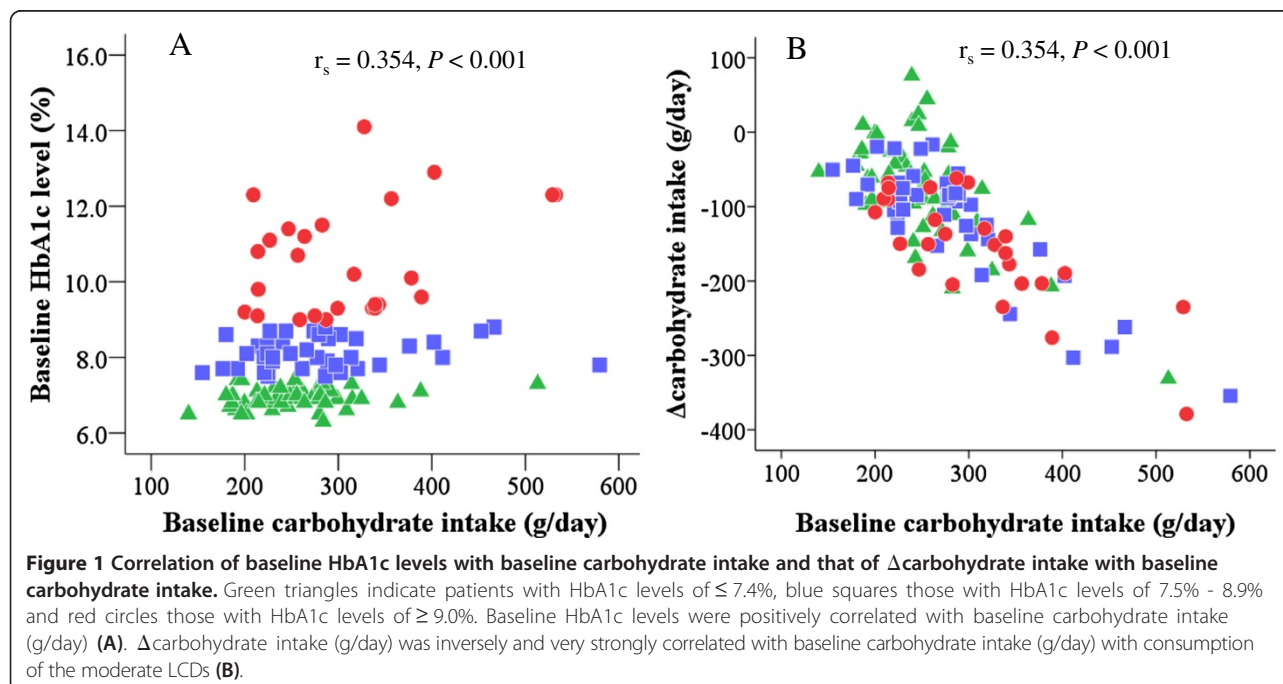 A
r_s = 0.354, P < 0.001
Baseline HbA1c level (%)
16.0
14.0
12.0
10.0
8.0
6.0
100 200 300 400 500 600
Baseline carbohydrate intake (g/day)
B
r_s = 0.354, P < 0.001
Δcarbohydrate intake (g/day)
100
0
-100
-200
-300
-400
100 200 300 400 500 600
Baseline carbohydrate intake (g/day)
Figure 1 Correlation of baseline HbA1c levels with baseline carbohydrate intake and that of Δcarbohydrate intake with baseline
carbohydrate intake. Green triangles indicate patients with HbA1c levels of ≤ 7.4%, blue squares those with HbA1c levels of 7.5% - 8.9%
and red circles those with HbA1c levels of ≥ 9.0%. Baseline HbA1c levels were positively correlated with baseline carbohydrate intake
(g/day) (A). Δcarbohydrate intake (g/day) was inversely and very strongly correlated with baseline carbohydrate intake (g/day) with consumption
of the moderate LCDs (B).